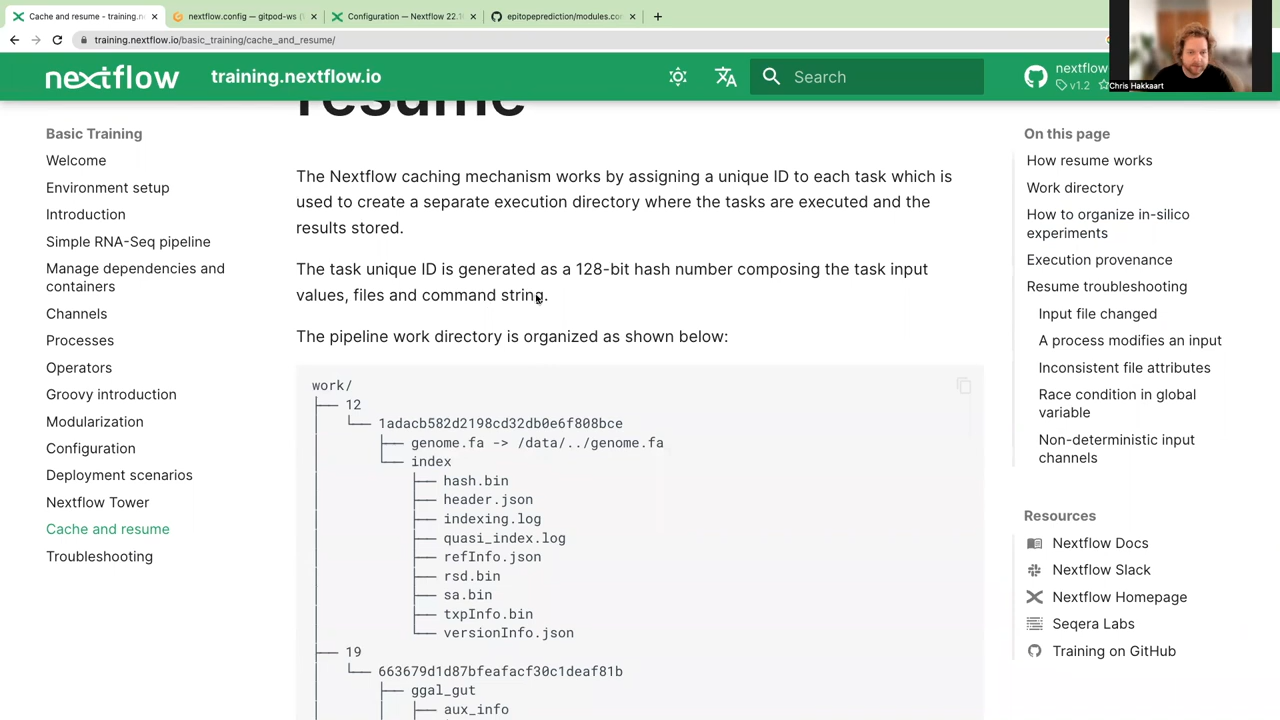 Cache and resume - training.ne
nextflow.config — gitpod-ws (
Configuration — Nextflow 22.1
epitopeprediction/modules.co
training.nextflow.io/basic_training/cache_and_resume/
nextflow
training.nextflow.io
Search
nextflow
v1.2
Chris Hakkaart
resume
Basic Training
Welcome
Environment setup
Introduction
Simple RNA-Seq pipeline
Manage dependencies and
containers
Channels
Processes
Operators
Groovy introduction
Modularization
Configuration
Deployment scenarios
Nextflow Tower
Cache and resume
Troubleshooting
The Nextflow caching mechanism works by assigning a unique ID to each task which is
used to create a separate execution directory where the tasks are executed and the
results stored.
The task unique ID is generated as a 128-bit hash number composing the task input
values, files and command string.
The pipeline work directory is organized as shown below:
work/
├── 12
│   └── 1adacb582d2198cd32db0e6f808bce
│       ├── genome.fa -> /data/../genome.fa
│       └── index
│           ├── hash.bin
│           ├── header.json
│           ├── indexing.log
│           ├── quasi_index.log
│           ├── refInfo.json
│           ├── rsd.bin
│           ├── sa.bin
│           ├── txpInfo.bin
│           └── versionInfo.json
├── 19
│   └── 663679d1d87bfeafacf30c1deaf81b
│       ├── ggal_gut
│       │   ├── aux_info
On this page
How resume works
Work directory
How to organize in-silico
experiments
Execution provenance
Resume troubleshooting
Input file changed
A process modifies an input
Inconsistent file attributes
Race condition in global
variable
Non-deterministic input
channels
Resources
Nextflow Docs
Nextflow Slack
Nextflow Homepage
Seqera Labs
Training on GitHub